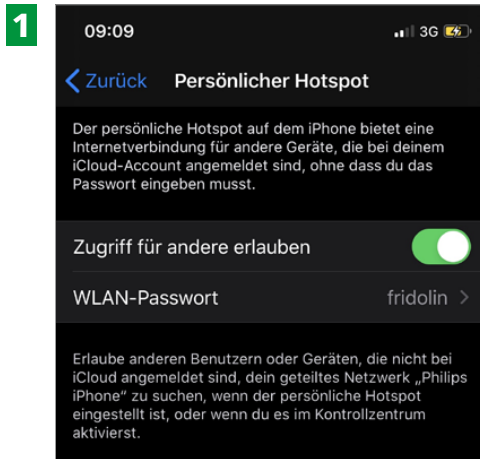 1
09:09
3G
Zurück Persönlicher Hotspot
Der persönliche Hotspot auf dem iPhone bietet eine
Internetverbindung für andere Geräte, die bei deinem
iCloud-Account angemeldet sind, ohne dass du das
Passwort eingeben musst.
Zugriff für andere erlauben
WLAN-Passwort fridolin
Erlaube anderen Benutzern oder Geräten, die nicht bei
iCloud angemeldet sind, dein geteiltes Netzwerk „Philips
iPhone“ zu suchen, wenn der persönliche Hotspot
eingestellt ist, oder wenn du es im Kontrollzentrum
aktivierst.